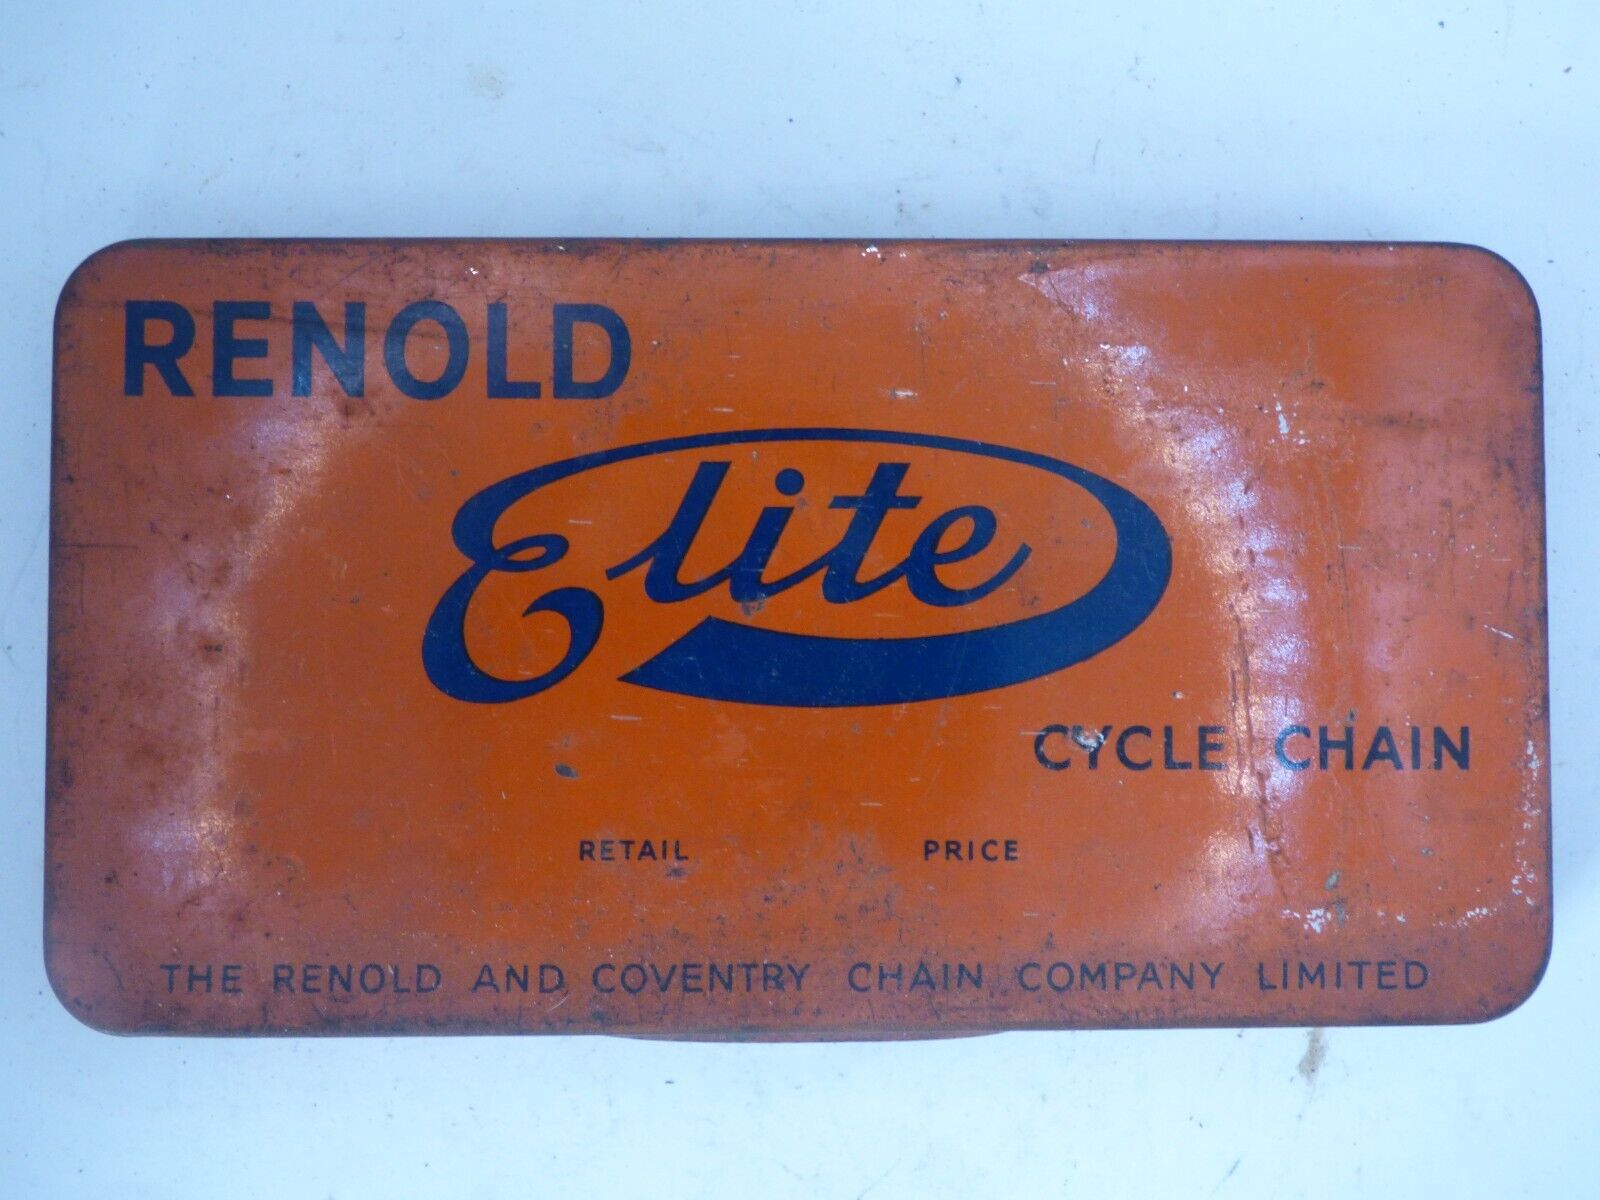 RENOLD
Elite
CYCLE CHAIN
RETAIL PRICE
THE RENOLD AND COVENTRY CHAIN COMPANY LIMITED